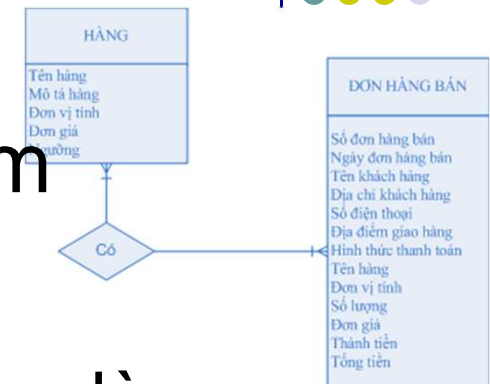 HÀNG
Tên hàng
Mô tả hàng
Đơn vị tính
Đơn giá
m
Có
ĐƠN HÀNG BÁN
Số đơn hàng bán
Ngày đơn hàng bán
Tên khách hàng
Địa chỉ khách hàng
Số điện thoại
Địa điểm giao hàng
Hình thức thanh toán
Tên hàng
Đơn vị tính
Số lượng
Đơn giá
Thành tiền
Tổng tiền